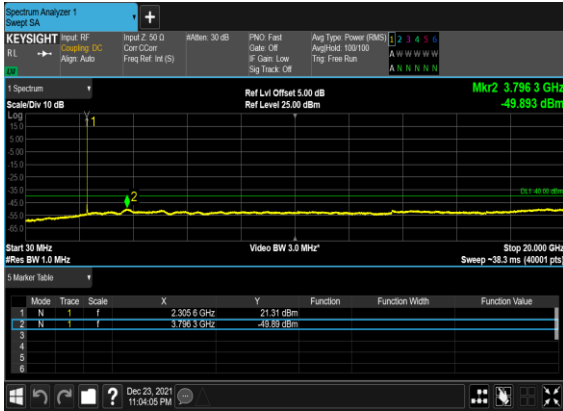 Spectrum Analyzer 1
Swept SA
+
KEYSIGHT Input: RF Input Z: 50 Ω #Atten: 30 dB PNO: Fast Avg Type: Power (RMS) 1 2 3 4 5 6
RL Coupling: DC Corr CCorr Gate: Off Avg|Hold: 100/100 A W W W W W
Align: Auto Freq Ref: Int (S) IF Gain: Low Trig: Free Run
Sig Track: Off A N N N N N
1 Spectrum Ref Lvl Offset 5.00 dB Mkr2 3.796 3 GHz
Scale/Div 10 dB Ref Level 25.00 dBm -49.893 dBm
Log
15.0 1
5.00
-5.00
-15.0
-25.0
-35.0 DL1 -40.00 dBm
-45.0 2
-55.0
-65.0
Start 30 MHz Video BW 3.0 MHz* Stop 20.000 GHz
#Res BW 1.0 MHz Sweep ~38.3 ms (40001 pts)
5 Marker Table
Mode Trace Scale X Y Function Function Width Function Value
1 N 1 f 2.305 6 GHz 21.31 dBm
2 N 1 f 3.796 3 GHz -49.89 dBm
3
4
5
6
? Dec 23, 2021
11:04:05 PM